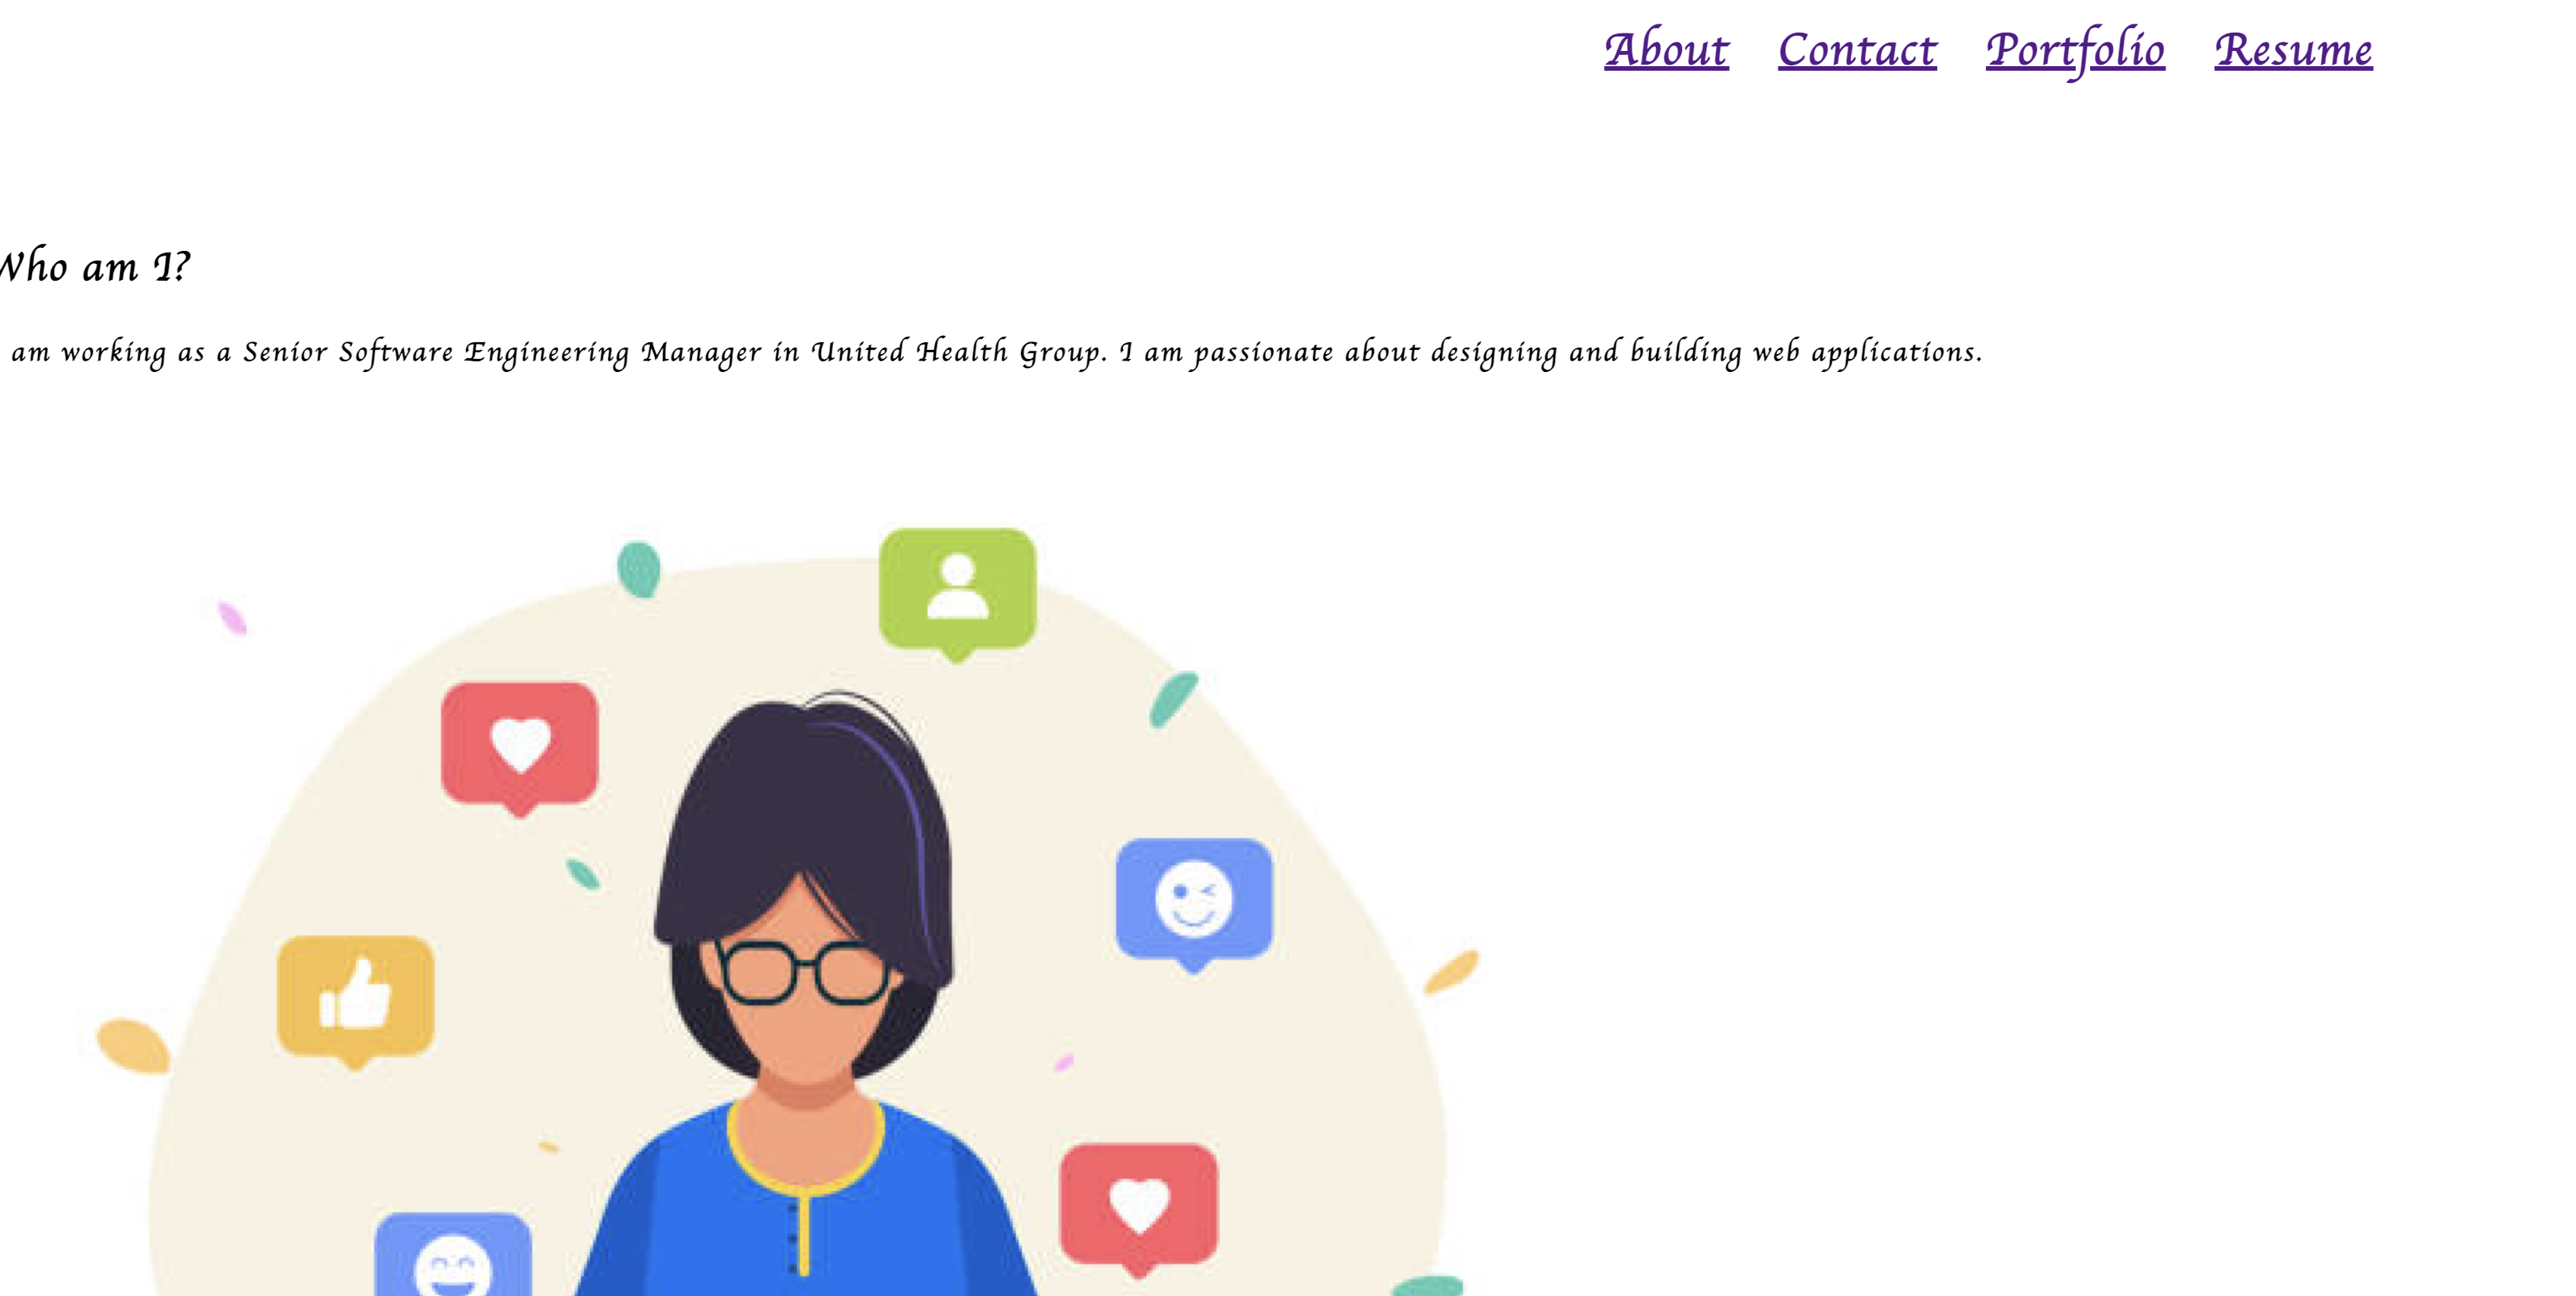 About Contact Portfolio Resume
Who am I?
am working as a Senior Software Engineering Manager in United Health Group. I am passionate about designing and building web applications.